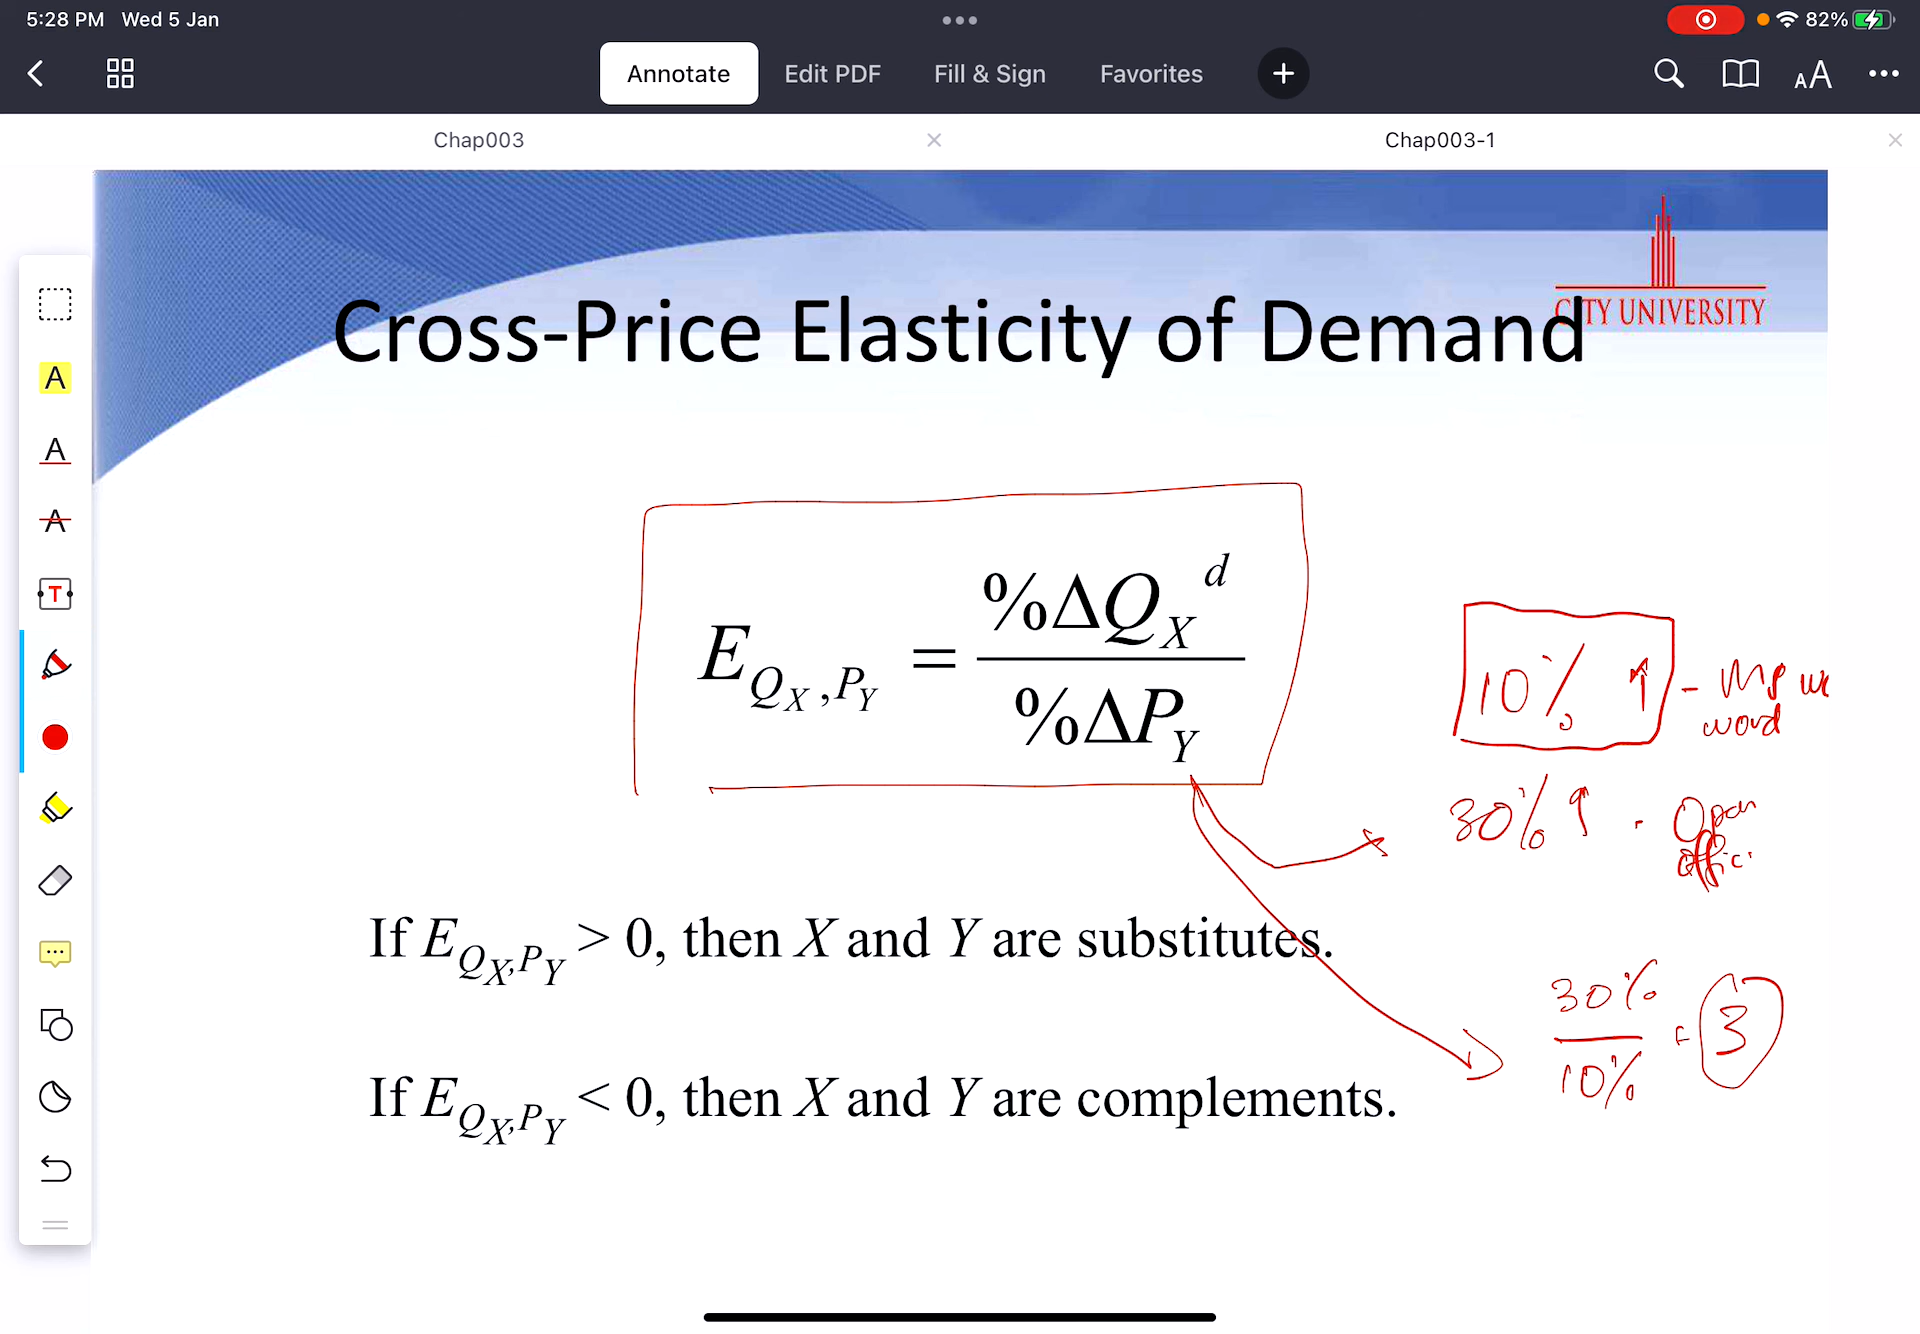 5:28 PM Wed 5 Jan
82%
Annotate Edit PDF Fill & Sign Favorites
AA
Chap003 Chap003-1
CITY UNIVERSITY
Cross-Price Elasticity of Demand
E_{Q_X, P_Y} = %ΔQ_X^d / %ΔP_Y
10% ↑ -
word
30% ↑ - Open
30% / 10% = 3
If E_{Q_X, P_Y} > 0, then X and Y are substitutes.
If E_{Q_X, P_Y} < 0, then X and Y are complements.
A
A
A
T